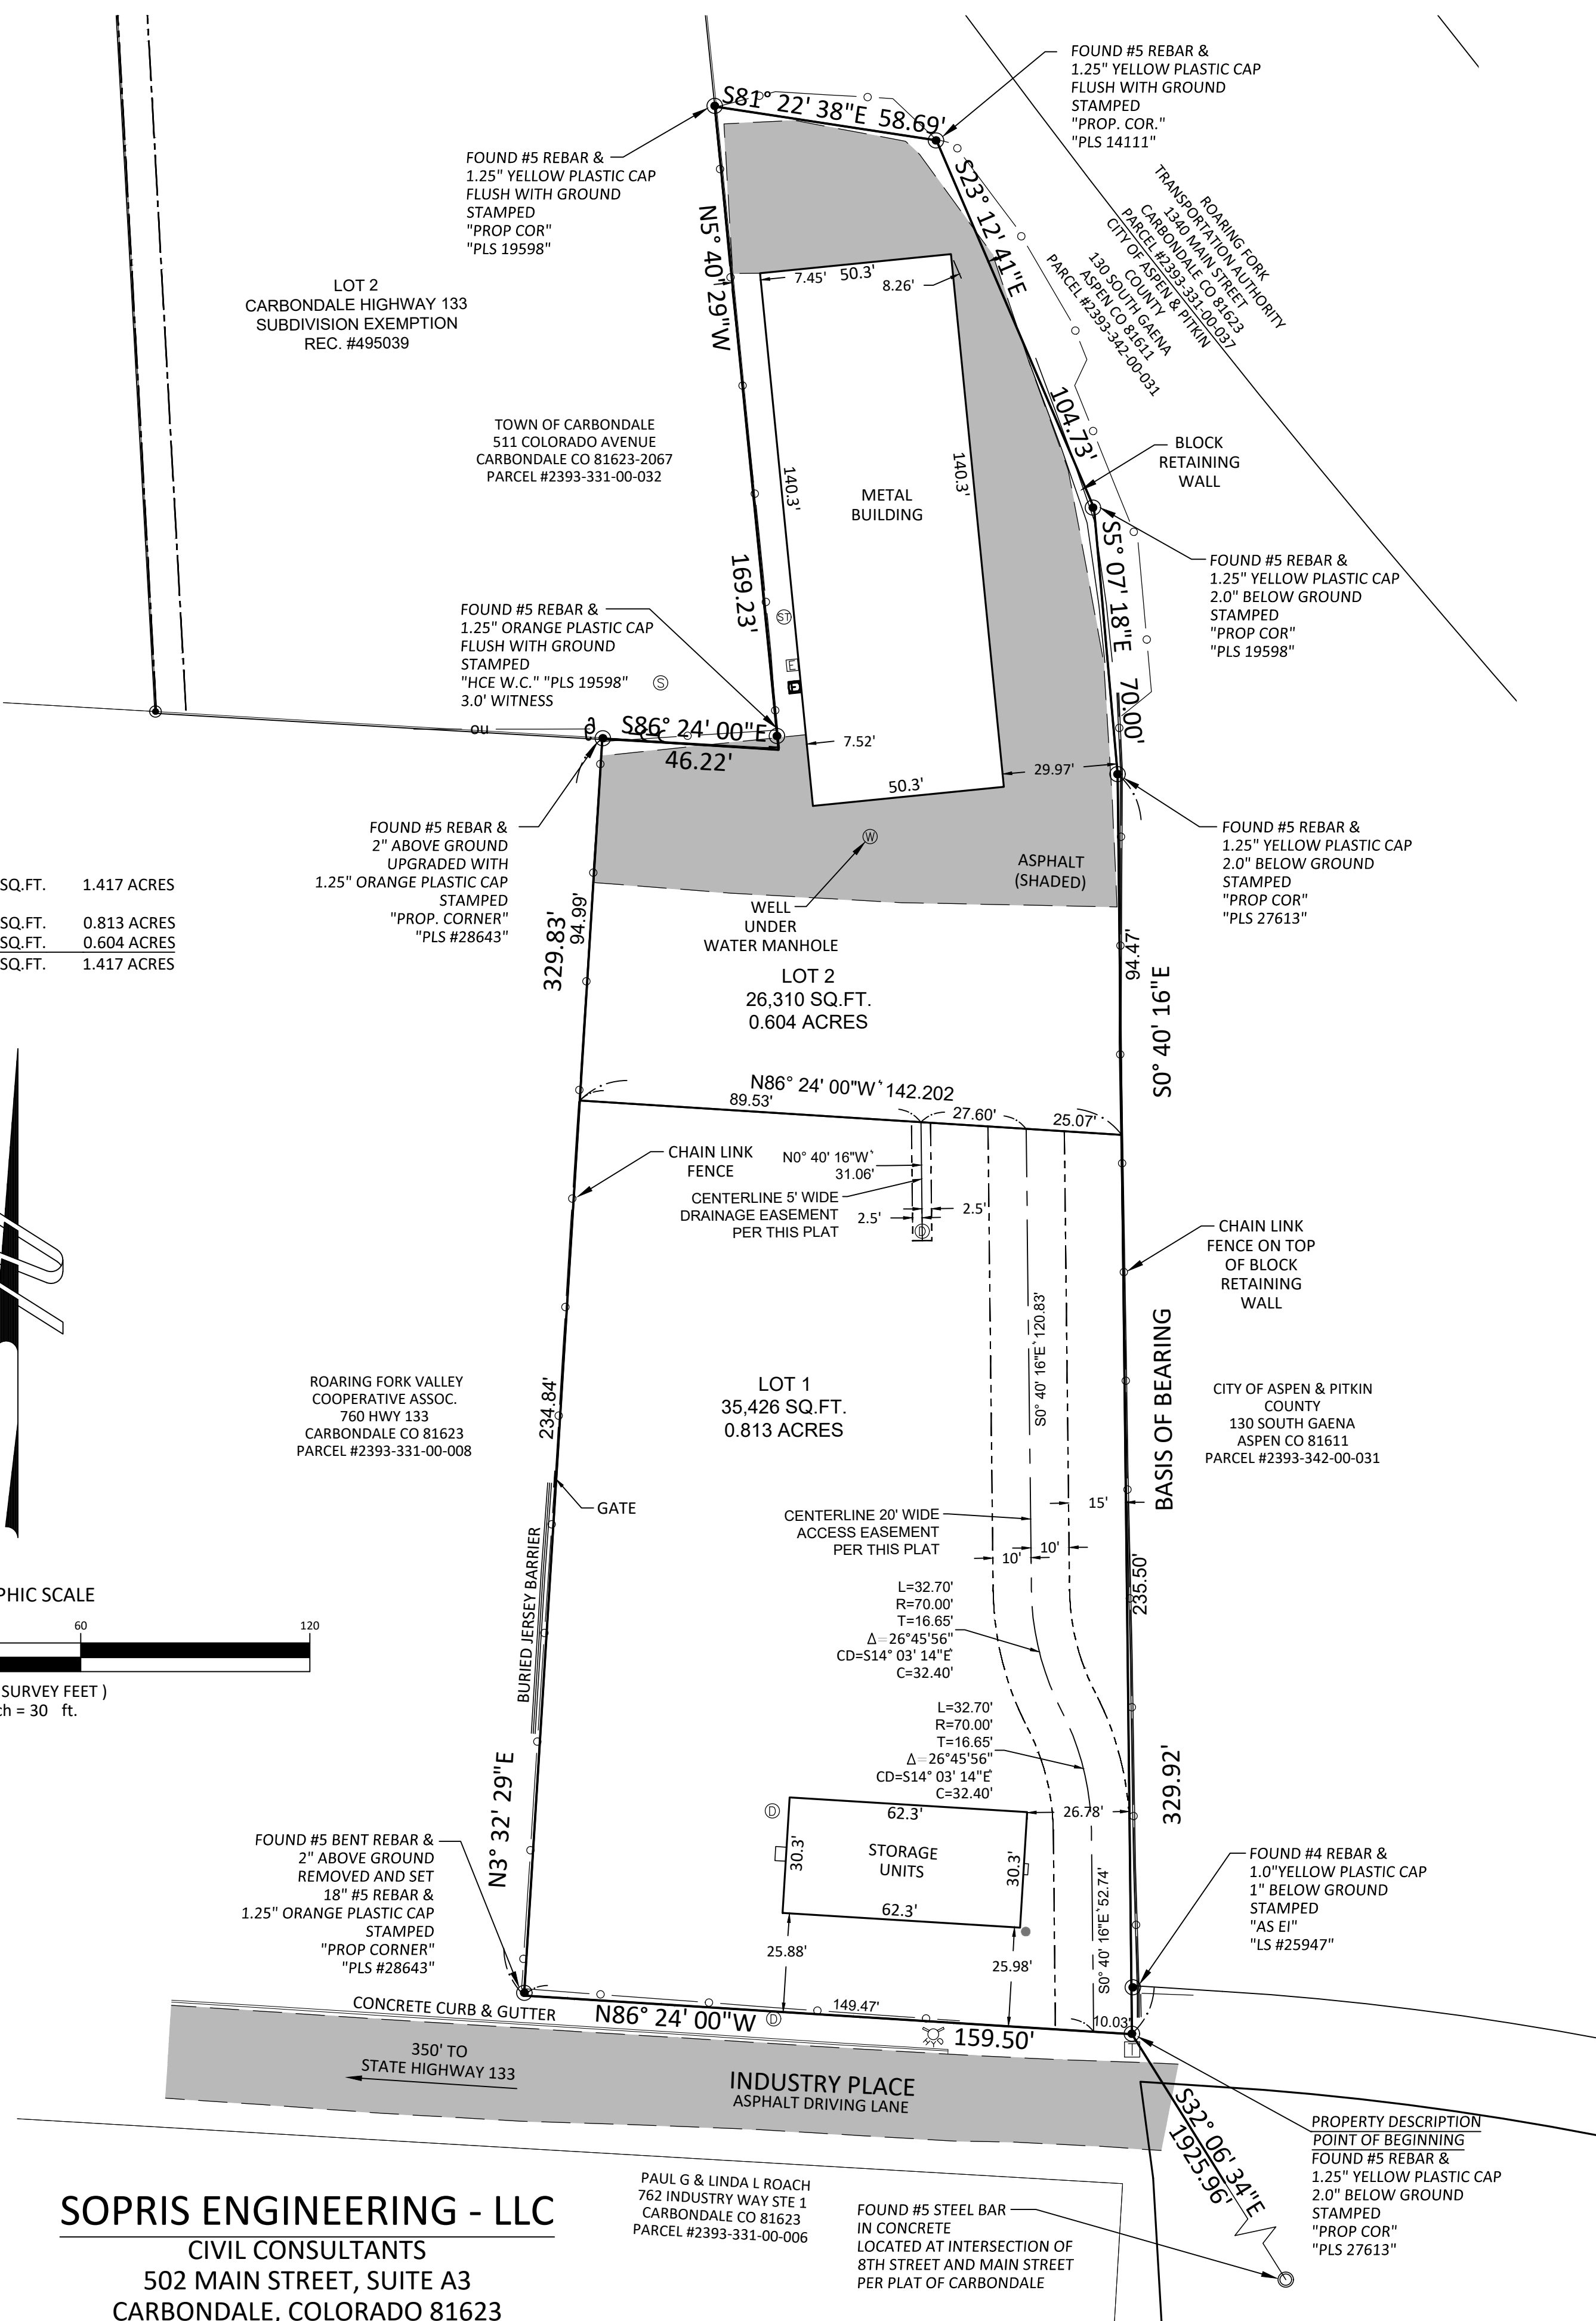 S81° 22' 38"E 58.69'
FOUND #5 REBAR &
1.25" YELLOW PLASTIC CAP
FLUSH WITH GROUND
STAMPED
"PROP. COR."
"PLS 14111"
FOUND #5 REBAR &
1.25" YELLOW PLASTIC CAP
FLUSH WITH GROUND
STAMPED
"PROP COR"
"PLS 19598"
S23° 12' 41"E
104.73'
N5° 40' 29"W
169.23'
ROARING FORK
TRANSPORTATION AUTHORITY
1340 MAIN STREET
CARBONDALE CO 81623
PARCEL #2393-331-00-037
CITY OF ASPEN & PITKIN
COUNTY
130 SOUTH GAENA
ASPEN CO 81611
PARCEL #2393-342-00-031
LOT 2
CARBONDALE HIGHWAY 133
SUBDIVISION EXEMPTION
REC. #495039
7.45'
50.3'
8.26'
TOWN OF CARBONDALE
511 COLORADO AVENUE
CARBONDALE CO 81623-2067
PARCEL #2393-331-00-032
140.3'
METAL
BUILDING
140.3'
BLOCK
RETAINING
WALL
S5° 07' 18"E 70.00'
FOUND #5 REBAR &
1.25" YELLOW PLASTIC CAP
2.0" BELOW GROUND
STAMPED
"PROP COR"
"PLS 19598"
FOUND #5 REBAR &
1.25" ORANGE PLASTIC CAP
FLUSH WITH GROUND
STAMPED
"HCE W.C." "PLS 19598"
3.0' WITNESS
S
ST
E
E
ou
S86° 24' 00"E
46.22'
7.52'
29.97'
50.3'
W
FOUND #5 REBAR &
2" ABOVE GROUND
UPGRADED WITH
1.25" ORANGE PLASTIC CAP
STAMPED
"PROP. CORNER"
"PLS #28643"
FOUND #5 REBAR &
1.25" YELLOW PLASTIC CAP
2.0" BELOW GROUND
STAMPED
"PROP COR"
"PLS 27613"
ASPHALT
(SHADED)
WELL
UNDER
WATER MANHOLE
SQ.FT. 1.417 ACRES
SQ.FT. 0.813 ACRES
SQ.FT. 0.604 ACRES
SQ.FT. 1.417 ACRES
329.83'
94.99'
94.47'
S0° 40' 16"E
LOT 2
26,310 SQ.FT.
0.604 ACRES
N86° 24' 00"W 142.202
89.53'
27.60'
25.07'
CHAIN LINK
FENCE
N0° 40' 16"W
31.06'
CENTERLINE 5' WIDE
DRAINAGE EASEMENT
PER THIS PLAT
2.5'
2.5'
D
CHAIN LINK
FENCE ON TOP
OF BLOCK
RETAINING
WALL
S0° 40' 16"E 120.83'
BASIS OF BEARING
ROARING FORK VALLEY
COOPERATIVE ASSOC.
760 HWY 133
CARBONDALE CO 81623
PARCEL #2393-331-00-008
234.84'
LOT 1
35,426 SQ.FT.
0.813 ACRES
CITY OF ASPEN & PITKIN
COUNTY
130 SOUTH GAENA
ASPEN CO 81611
PARCEL #2393-342-00-031
GATE
BURIED JERSEY BARRIER
CENTERLINE 20' WIDE
ACCESS EASEMENT
PER THIS PLAT
15'
10'
10'
235.50'
PHIC SCALE
60
120
SURVEY FEET )
ch = 30 ft.
L=32.70'
R=70.00'
T=16.65'
Δ=26°45'56"
CD=S14° 03' 14"E
C=32.40'
L=32.70'
R=70.00'
T=16.65'
Δ=26°45'56"
CD=S14° 03' 14"E
C=32.40'
N3° 32' 29"E
329.92'
D
62.3'
26.78'
30.3'
STORAGE
UNITS
30.3'
62.3'
S0° 40' 16"E 52.74'
FOUND #5 BENT REBAR &
2" ABOVE GROUND
REMOVED AND SET
18" #5 REBAR &
1.25" ORANGE PLASTIC CAP
STAMPED
"PROP CORNER"
"PLS #28643"
FOUND #4 REBAR &
1.0"YELLOW PLASTIC CAP
1" BELOW GROUND
STAMPED
"AS EI"
"LS #25947"
25.88'
25.98'
CONCRETE CURB & GUTTER
N86° 24' 00"W
D
149.47'
159.50'
10.03'
T
350' TO
STATE HIGHWAY 133
INDUSTRY PLACE
ASPHALT DRIVING LANE
S32° 06' 34"E
1925.96'
PROPERTY DESCRIPTION
POINT OF BEGINNING
FOUND #5 REBAR &
1.25" YELLOW PLASTIC CAP
2.0" BELOW GROUND
STAMPED
"PROP COR"
"PLS 27613"
PAUL G & LINDA L ROACH
762 INDUSTRY WAY STE 1
CARBONDALE CO 81623
PARCEL #2393-331-00-006
FOUND #5 STEEL BAR
IN CONCRETE
LOCATED AT INTERSECTION OF
8TH STREET AND MAIN STREET
PER PLAT OF CARBONDALE
SOPRIS ENGINEERING - LLC
CIVIL CONSULTANTS
502 MAIN STREET, SUITE A3
CARBONDALE, COLORADO 81623